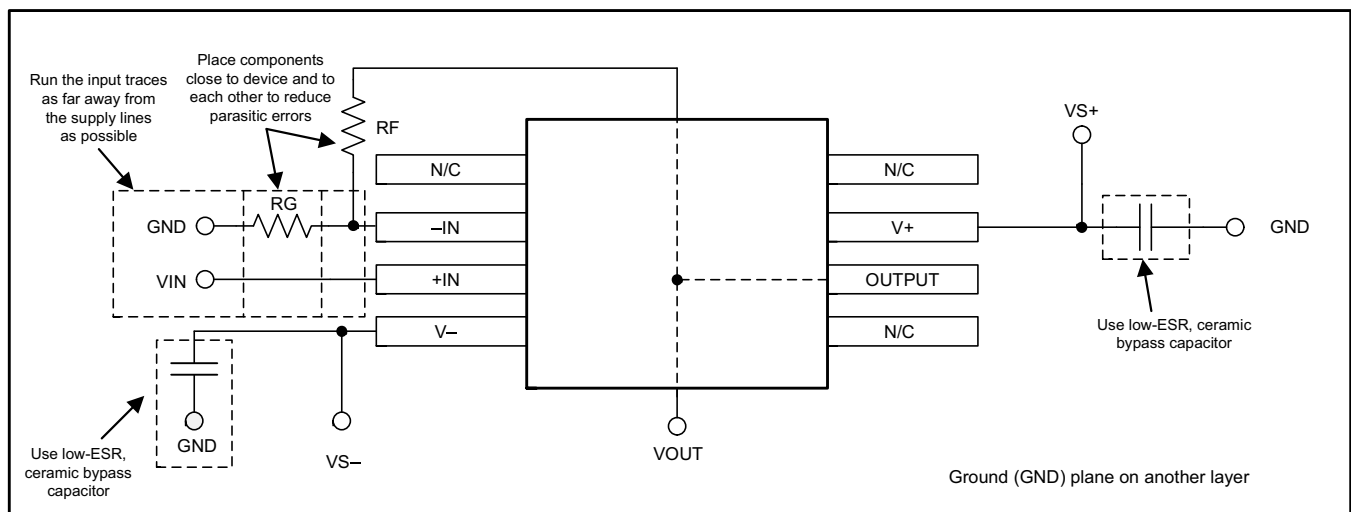 Run the input traces
as far away from
the supply lines
as possible
Place components
close to device and to
each other to reduce
parasitic errors
RF
VS+
N/C
N/C
RG
GND
–IN
V+
GND
VIN
+IN
OUTPUT
V–
N/C
Use low-ESR, ceramic
bypass capacitor
GND
Use low-ESR,
ceramic bypass
capacitor
VS–
VOUT
Ground (GND) plane on another layer